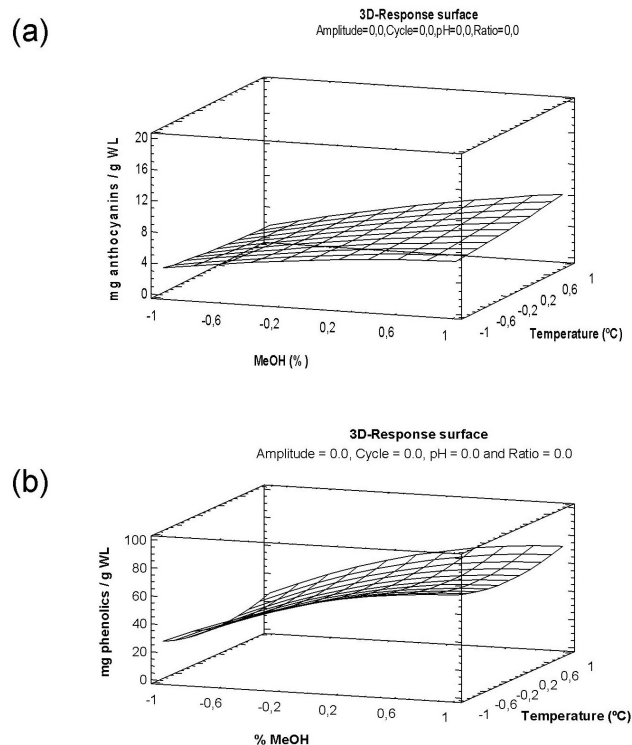 (a)
3D-Response surface
Amplitude=0,0,Cycle=0,0,pH=0,0,Ratio=0,0
mg anthocyanins / g WL
20
16
12
8
4
0
-1 -0,6 -0,2 0,2 0,6 1
MeOH (%)
-1 -0,6 -0,2 0,2 0,6 1
Temperature (ºC)
(b)
3D-Response surface
Amplitude = 0.0, Cycle = 0.0, pH = 0.0 and Ratio = 0.0
mg phenolics / g WL
100
80
60
40
20
0
-1 -0,6 -0,2 0,2 0,6 1
% MeOH
-1 -0,6 -0,2 0,2 0,6 1
Temperature (ºC)